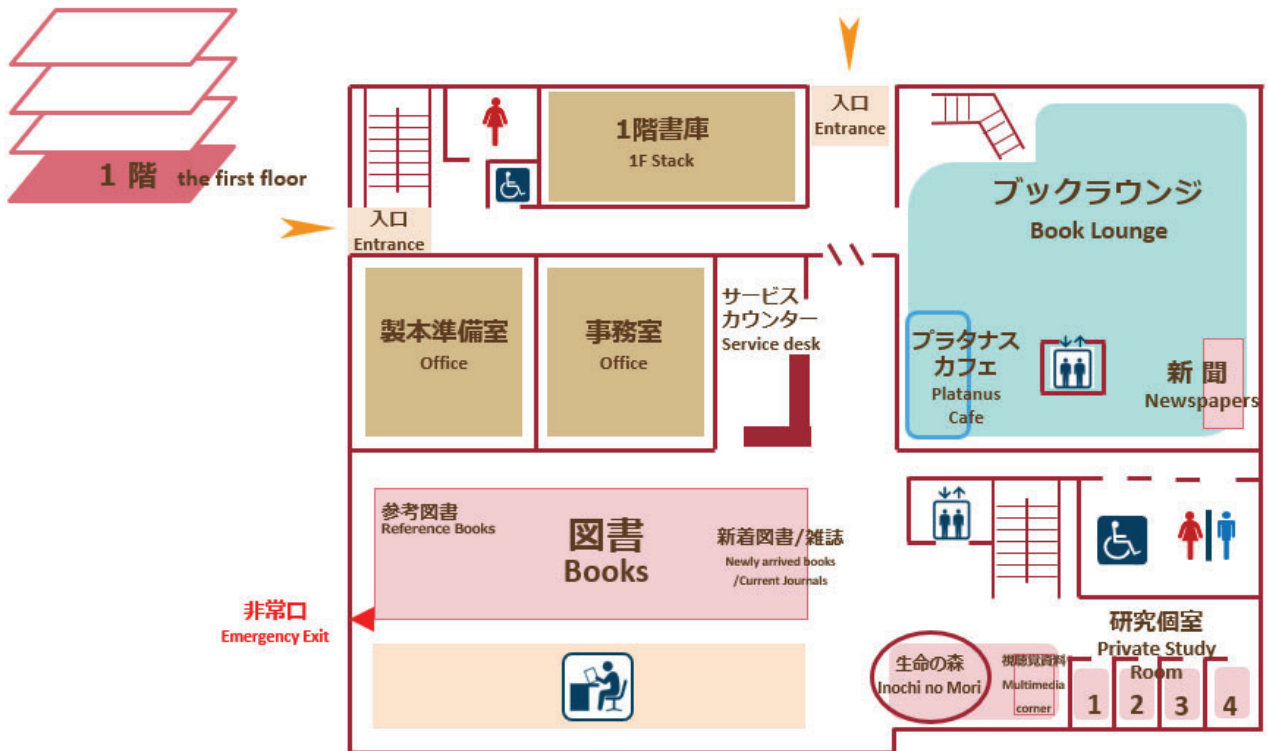 1 階 the first floor
入口
Entrance
1階書庫
1F Stack
入口
Entrance
ブックラウンジ
Book Lounge
製本準備室
Office
事務室
Office
サービス
カウンター
Service desk
プラタナス
カフェ
Platanus
Cafe
新 聞
Newspapers
参考図書
Reference Books
図書
Books
新着図書/雑誌
Newly arrived books
/Current Journals
非常口
Emergency Exit
生命の森
Inochi no Mori
視聴覚資料
Multimedia
corner
研究個室
Private Study
Room
1
2
3
4